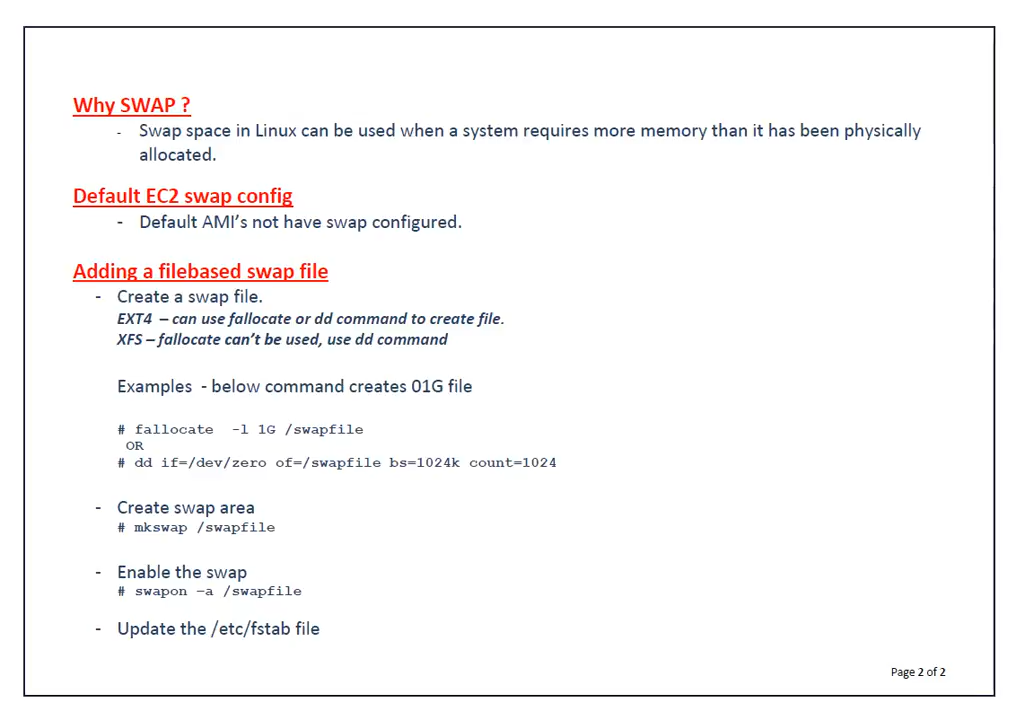 Why SWAP ?
- Swap space in Linux can be used when a system requires more memory than it has been physically
allocated.
Default EC2 swap config
- Default AMI's not have swap configured.
Adding a filebased swap file
- Create a swap file.
EXT4 – can use fallocate or dd command to create file.
XFS – fallocate can't be used, use dd command
Examples - below command creates 01G file
# fallocate -l 1G /swapfile
OR
# dd if=/dev/zero of=/swapfile bs=1024k count=1024
- Create swap area
# mkswap /swapfile
- Enable the swap
# swapon –a /swapfile
- Update the /etc/fstab file
Page 2 of 2